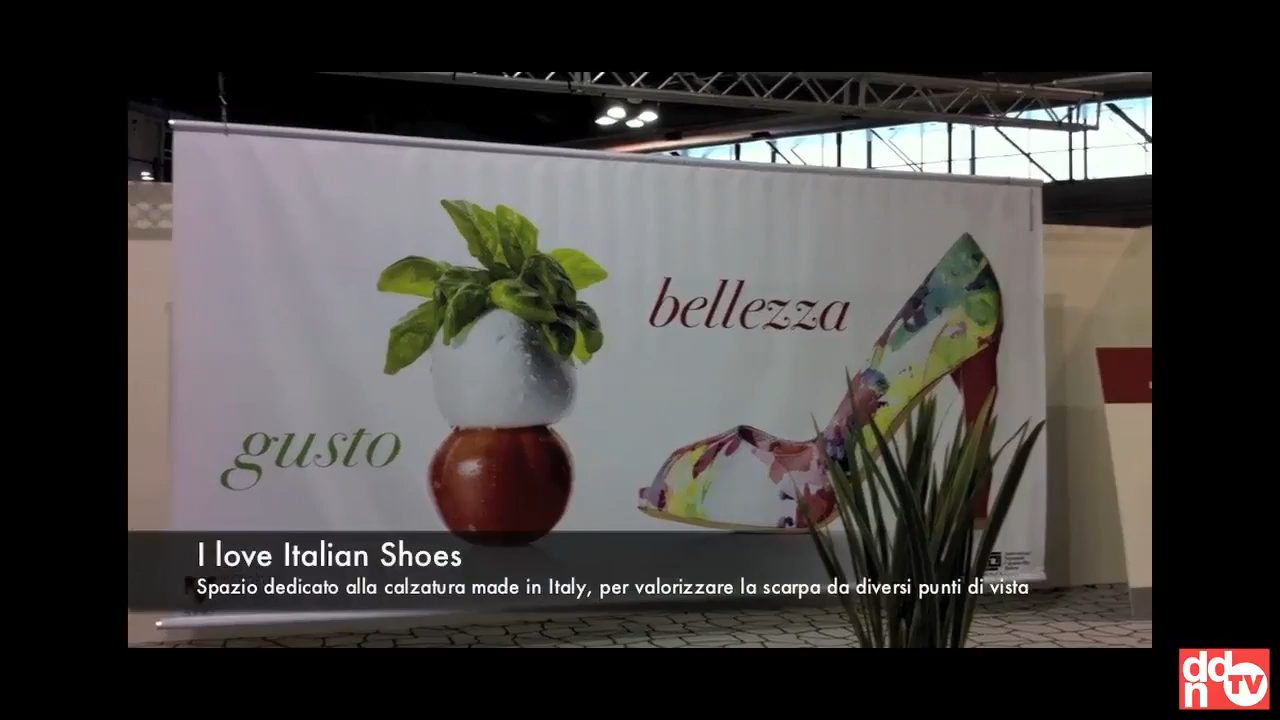 bellezza
gusto
I love Italian Shoes
Spazio dedicato alla calzatura made in Italy, per valorizzare la scarpa da diversi punti di vista
ddn TV